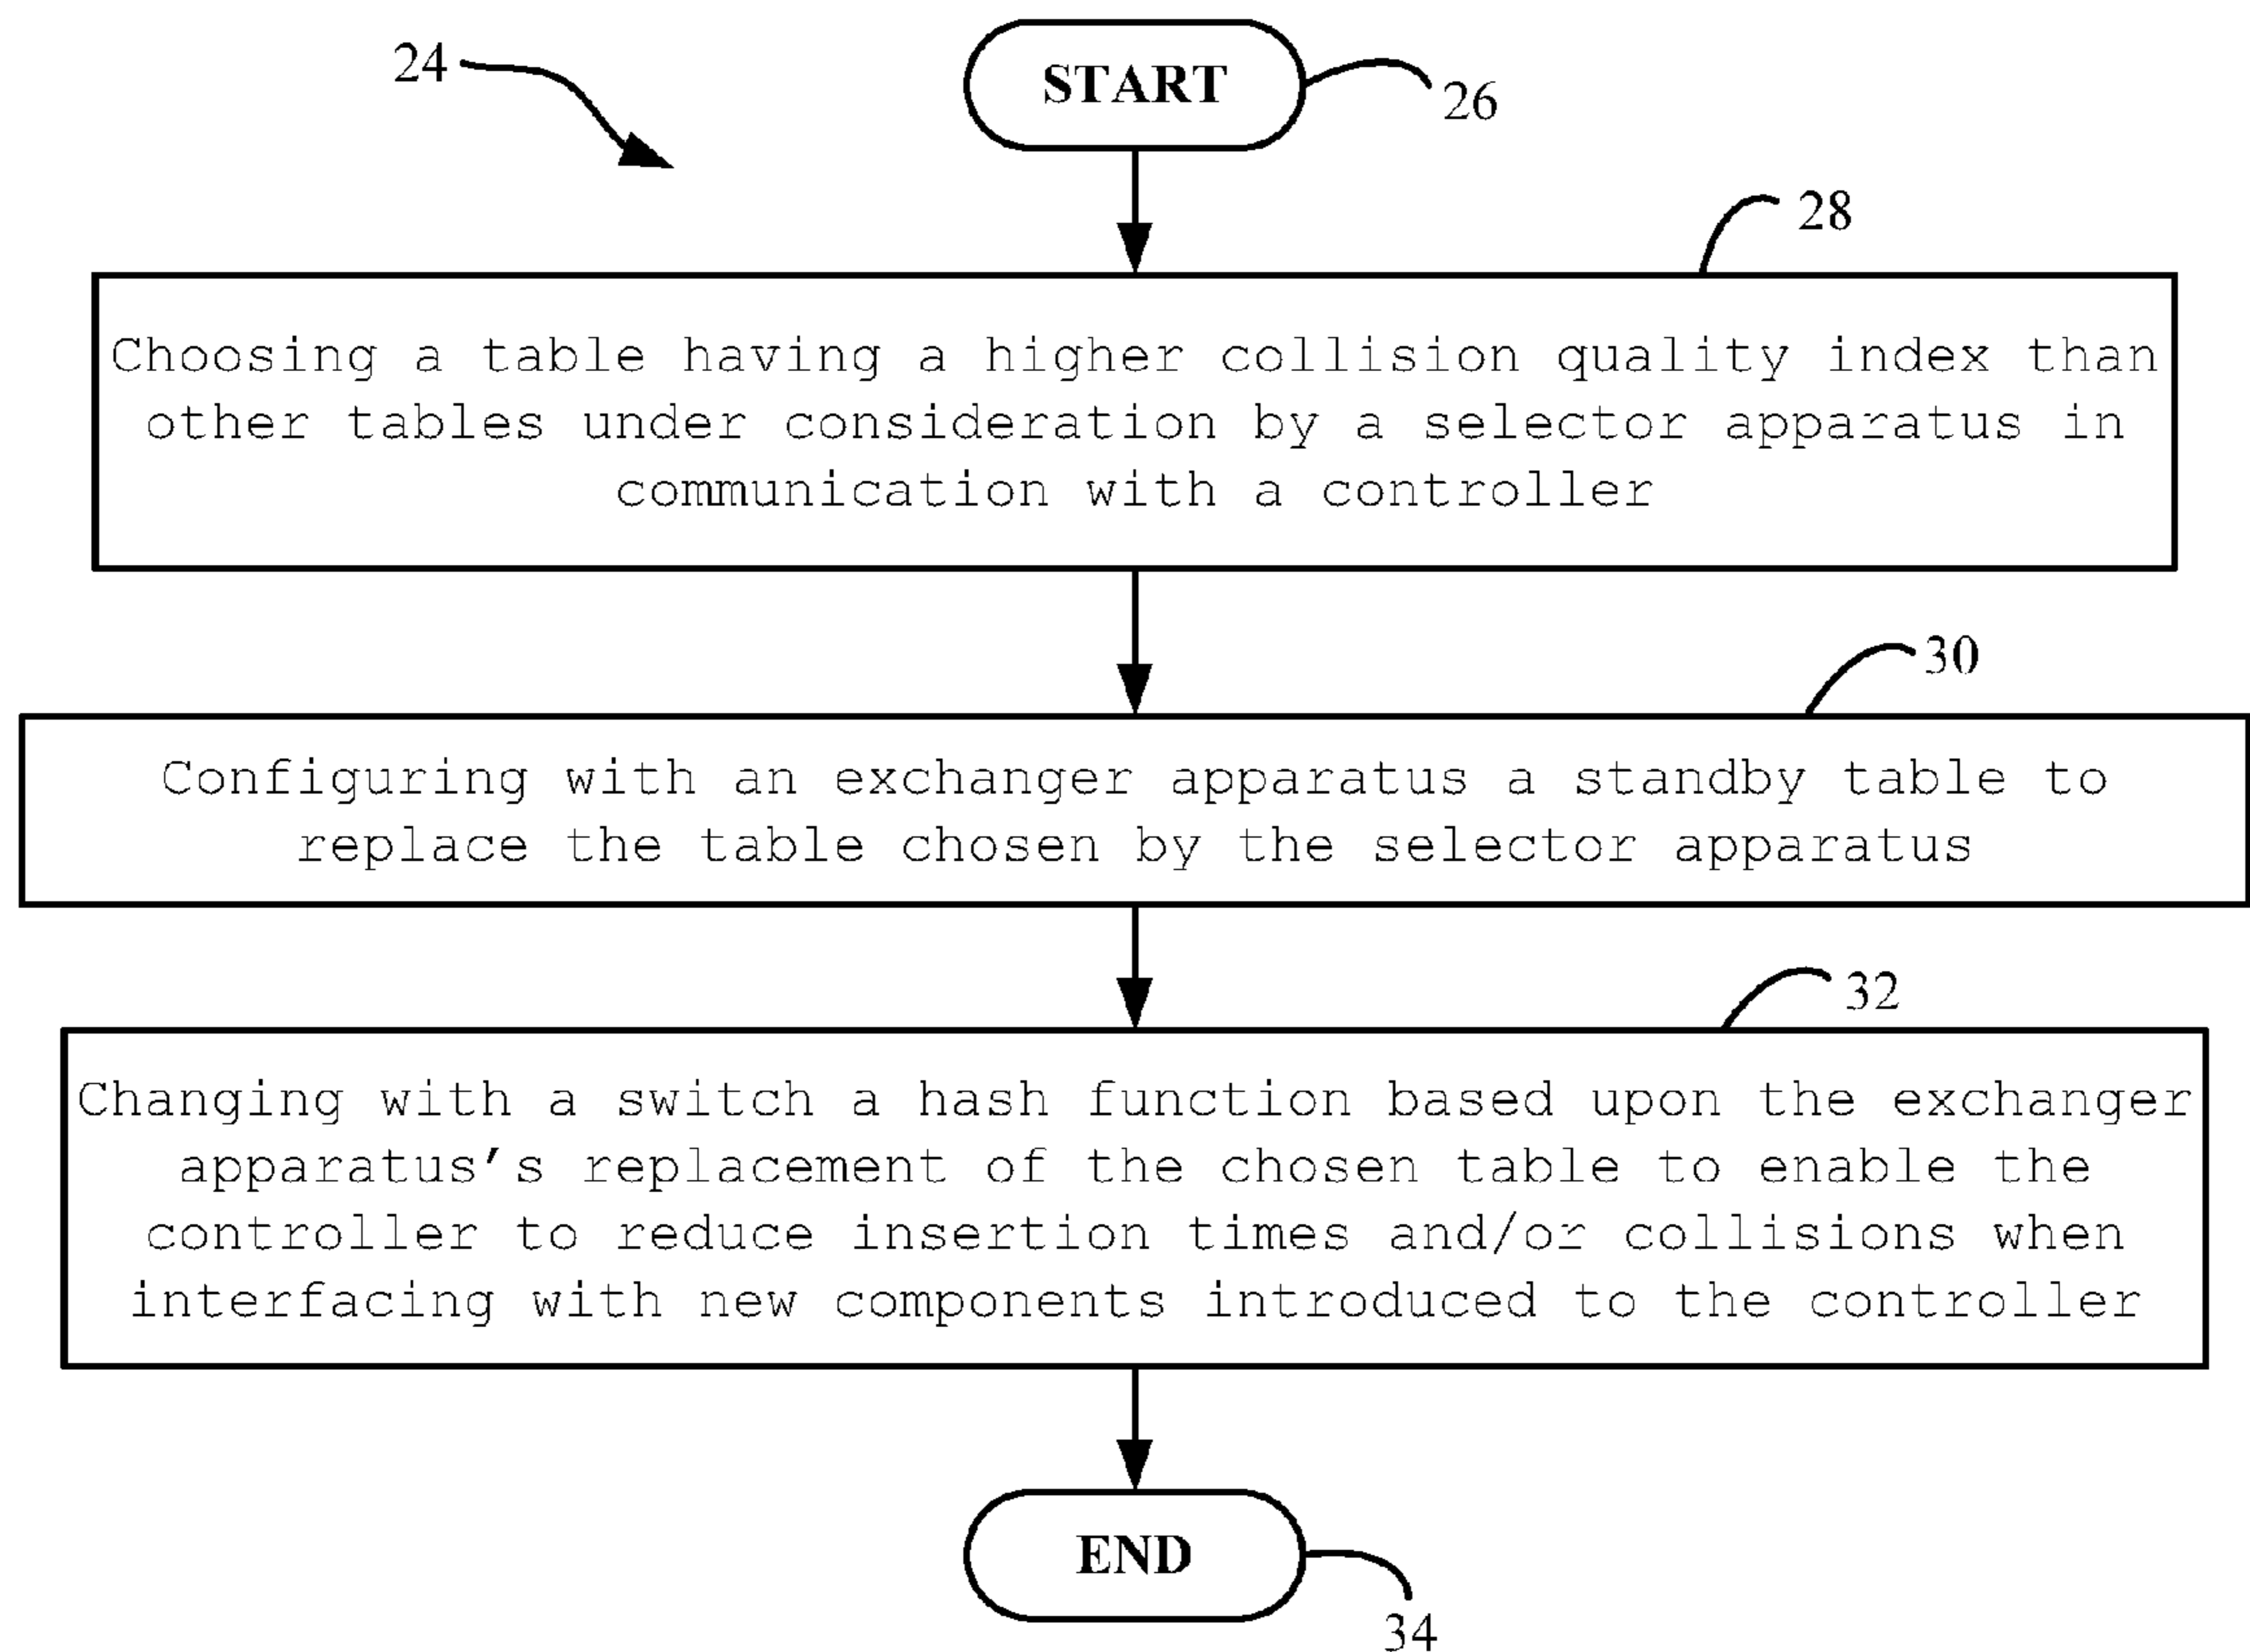 24
START
26
28
Choosing a table having a higher collision quality index than
other tables under consideration by a selector apparatus in
communication with a controller
30
Configuring with an exchanger apparatus a standby table to
replace the table chosen by the selector apparatus
32
Changing with a switch a hash function based upon the exchanger
apparatus’s replacement of the chosen table to enable the
controller to reduce insertion times and/or collisions when
interfacing with new components introduced to the controller
END
34